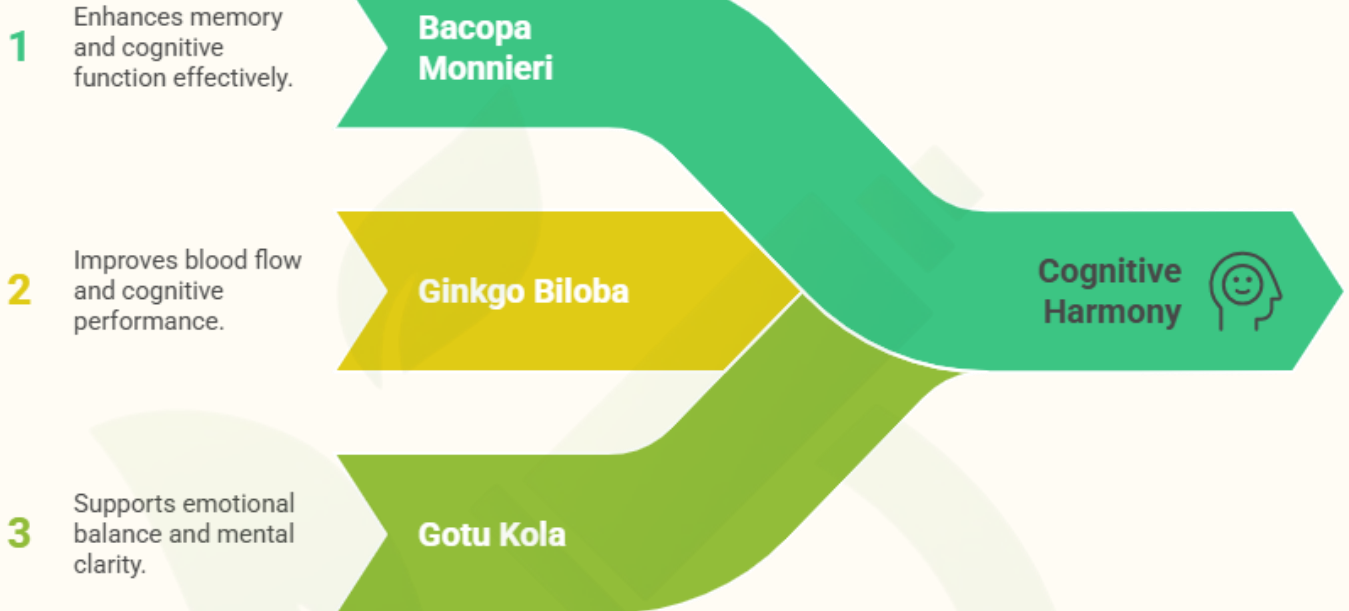 1
Enhances memory
and cognitive
function effectively.
Bacopa
Monnieri
2
Improves blood flow
and cognitive
performance.
Ginkgo Biloba
Cognitive
Harmony
3
Supports emotional
balance and mental
clarity.
Gotu Kola